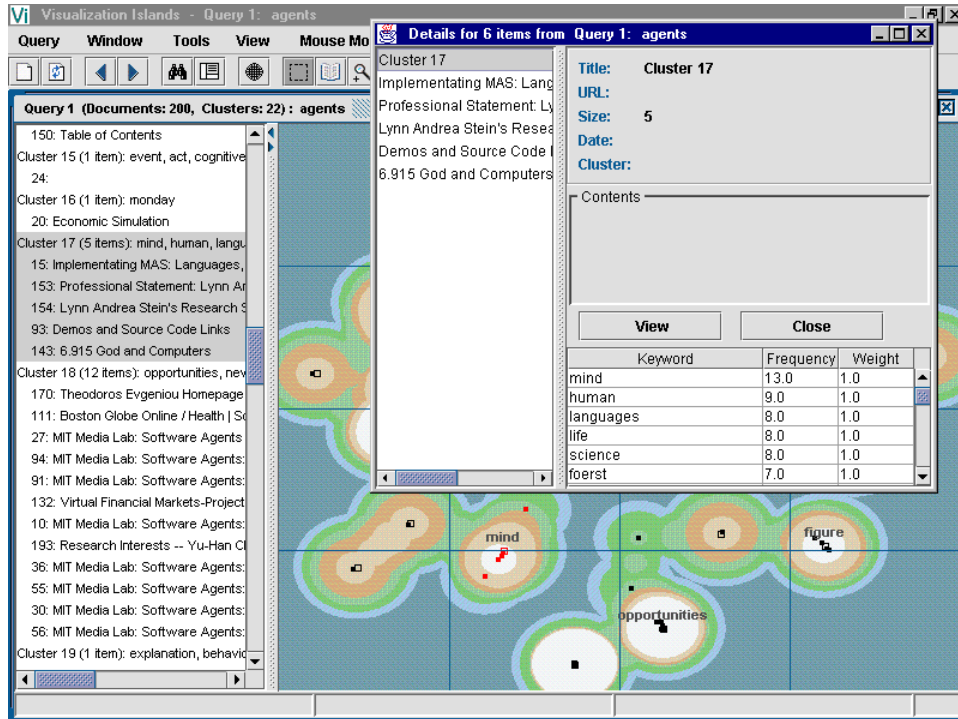 Vi Visualization Islands - Query 1: agents
Query Window Tools View Mouse Mo
Query 1 (Documents: 200, Clusters: 22) : agents
150: Table of Contents
Cluster 15 (1 item): event, act, cognitive
24:
Cluster 16 (1 item): monday
20: Economic Simulation
Cluster 17 (5 items): mind, human, langu
15: Implementating MAS: Languages,
153: Professional Statement: Lynn An
154: Lynn Andrea Stein's Research S
93: Demos and Source Code Links
143: 6.915 God and Computers
Cluster 18 (12 items): opportunities, new
170: Theodoros Evgeniou Homepage
111: Boston Globe Online / Health | Sc
27: MIT Media Lab: Software Agents
94: MIT Media Lab: Software Agents:
91: MIT Media Lab: Software Agents:
132: Virtual Financial Markets-Project
10: MIT Media Lab: Software Agents:
193: Research Interests -- Yu-Han Cl
36: MIT Media Lab: Software Agents:
55: MIT Media Lab: Software Agents:
30: MIT Media Lab: Software Agents:
56: MIT Media Lab: Software Agents:
Cluster 19 (1 item): explanation, behavio
Details for 6 items from Query 1: agents
Cluster 17
Implementating MAS: Lang
Professional Statement: Ly
Lynn Andrea Stein's Resea
Demos and Source Code l
6.915 God and Computers
Title: Cluster 17
URL:
Size: 5
Date:
Cluster:
Contents
View Close
Keyword Frequency Weight
mind 13.0 1.0
human 9.0 1.0
languages 8.0 1.0
life 8.0 1.0
science 8.0 1.0
foerst 7.0 1.0
mind
figure
opportunities